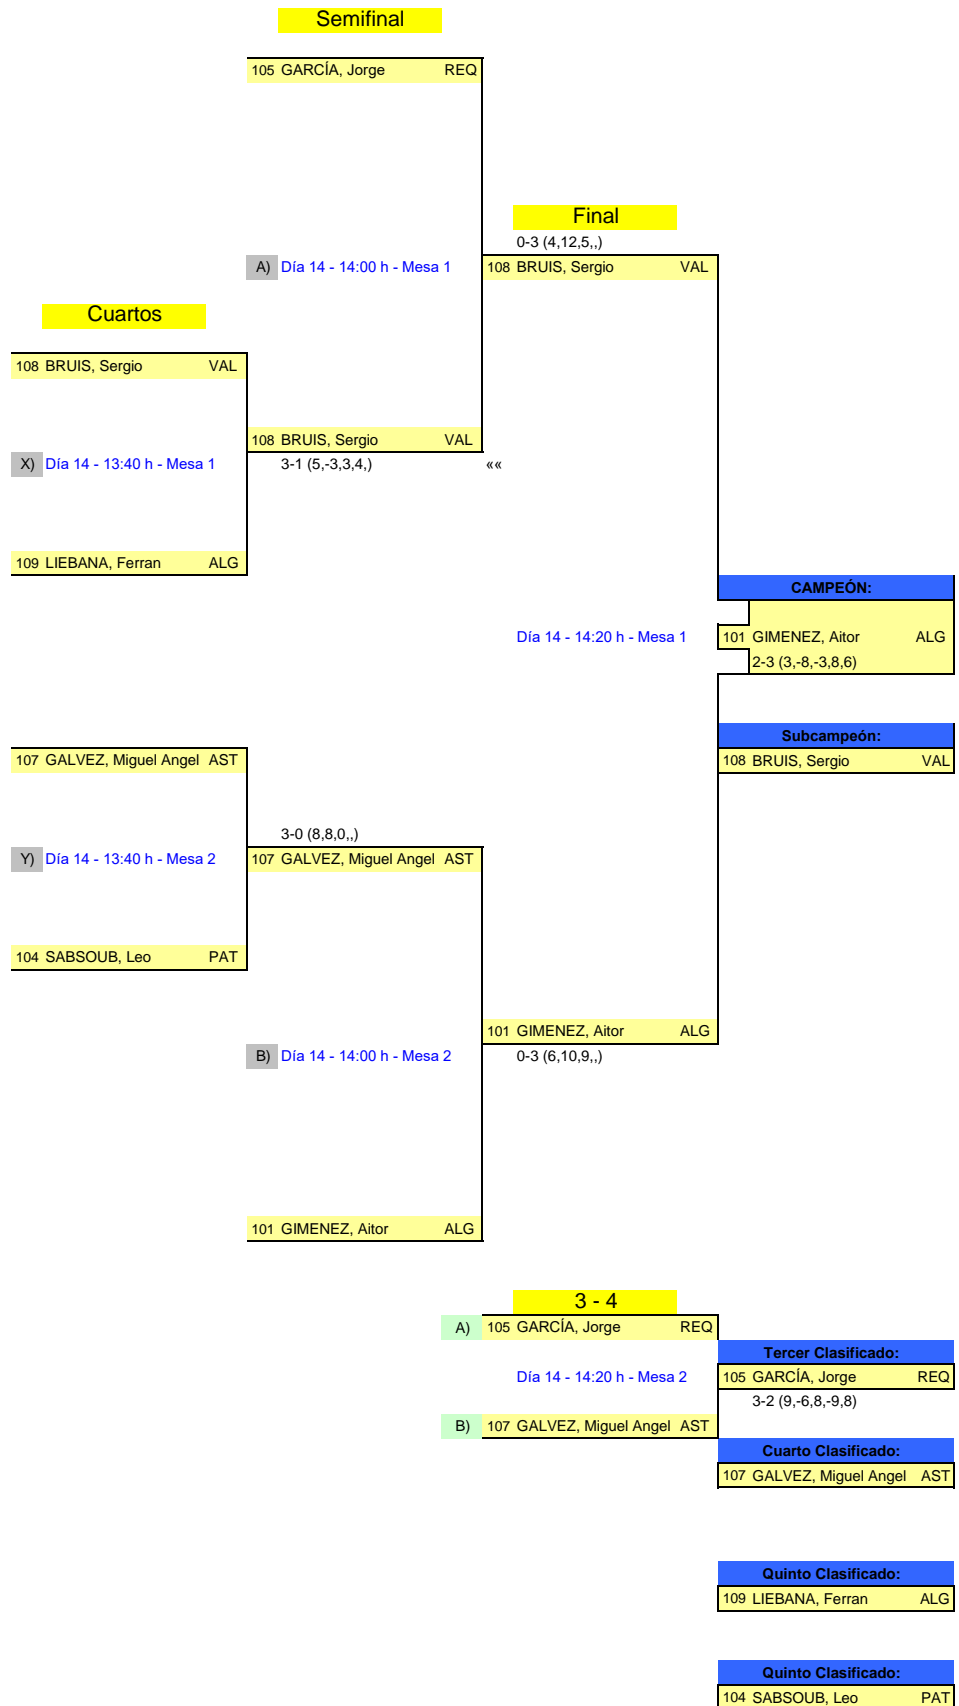 Semifinal
105 GARCÍA, Jorge REQ
Final
0-3 (4,12,5,,)
A) Día 14 - 14:00 h - Mesa 1
108 BRUIS, Sergio VAL
Cuartos
108 BRUIS, Sergio VAL
108 BRUIS, Sergio VAL
X) Día 14 - 13:40 h - Mesa 1
3-1 (5,-3,3,4,) ««
109 LIEBANA, Ferran ALG
CAMPEÓN:
Día 14 - 14:20 h - Mesa 1
101 GIMENEZ, Aitor ALG
2-3 (3,-8,-3,8,6)
Subcampeón:
107 GALVEZ, Miguel Angel AST
108 BRUIS, Sergio VAL
3-0 (8,8,0,,)
Y) Día 14 - 13:40 h - Mesa 2
107 GALVEZ, Miguel Angel AST
104 SABSOUB, Leo PAT
101 GIMENEZ, Aitor ALG
B) Día 14 - 14:00 h - Mesa 2
0-3 (6,10,9,,)
101 GIMENEZ, Aitor ALG
3 - 4
A) 105 GARCÍA, Jorge REQ
Tercer Clasificado:
Día 14 - 14:20 h - Mesa 2
105 GARCÍA, Jorge REQ
3-2 (9,-6,8,-9,8)
B) 107 GALVEZ, Miguel Angel AST
Cuarto Clasificado:
107 GALVEZ, Miguel Angel AST
Quinto Clasificado:
109 LIEBANA, Ferran ALG
Quinto Clasificado:
104 SABSOUB, Leo PAT